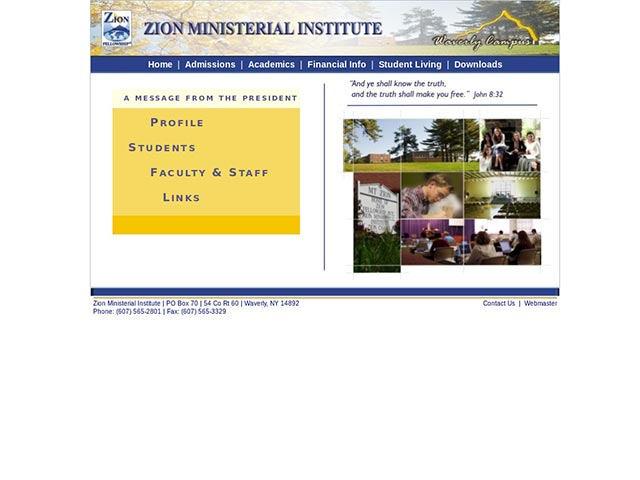 Zion
FELLOWSHIP
ZION MINISTERIAL INSTITUTE
Waverly Campus
Home | Admissions | Academics | Financial Info | Student Living | Downloads
A MESSAGE FROM THE PRESIDENT
PROFILE
STUDENTS
FACULTY & STAFF
LINKS
"And ye shall know the truth,
and the truth shall make you free." John 8:32
MT ZION
Zion Ministerial Institute | PO Box 70 | 54 Co Rt 60 | Waverly, NY 14892
Phone: (607) 565-2801 | Fax: (607) 565-3329
Contact Us | Webmaster